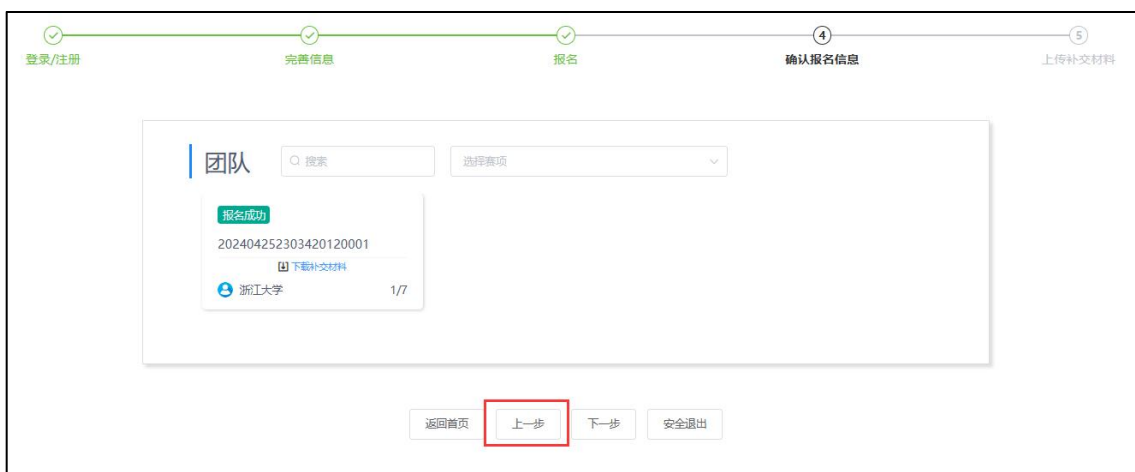 4
5
登录/注册
完善信息
报名
确认报名信息
上传补交材料
团队
搜索
选择赛项
报名成功
202404252303420120001
下载补交材料
浙江大学
1/7
返回首页
上一步
下一步
安全退出